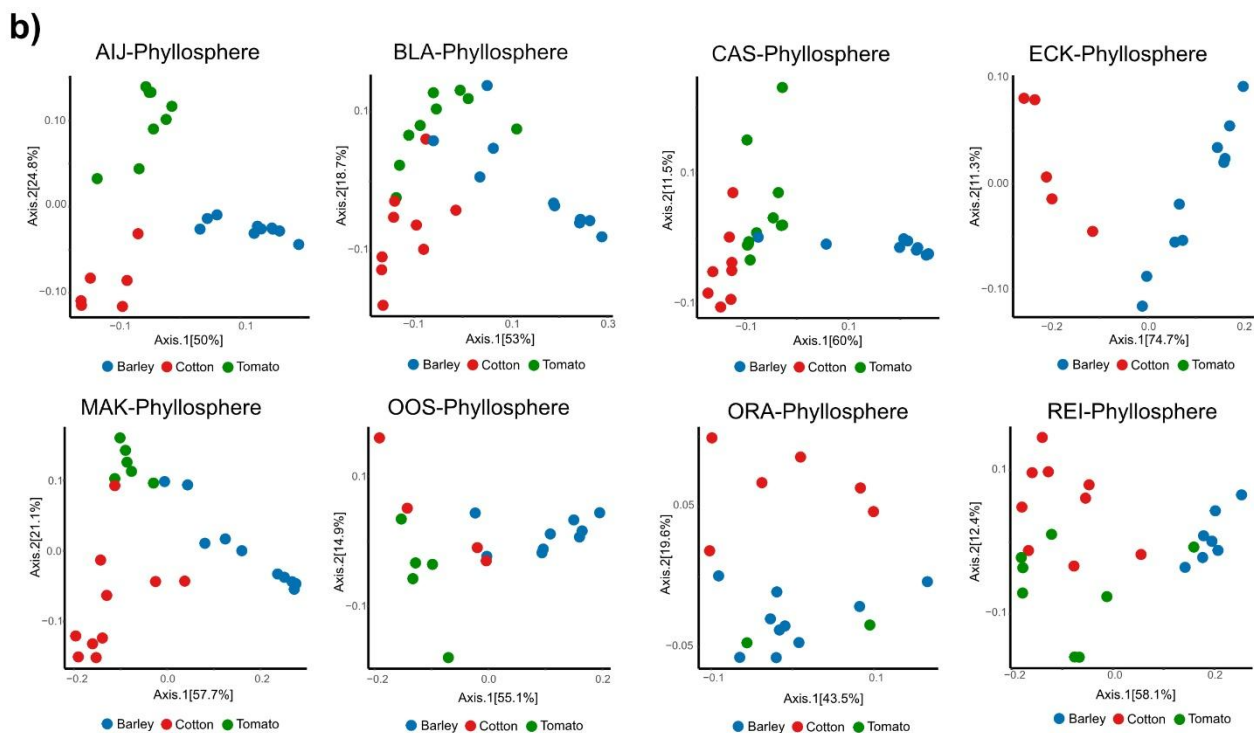 b)
AIJ-Phyllosphere
BLA-Phyllosphere
CAS-Phyllosphere
ECK-Phyllosphere
Axis.2[24.8%]
0.10
0.00
−0.10
−0.1
0.1
Axis.1[50%]
Barley Cotton Tomato
Axis.2[18.7%]
0.1
−0.1
−0.1
0.1
0.3
Axis.1[53%]
Barley Cotton Tomato
Axis.2[11.5%]
0.1
−0.1
−0.1
0.1
Axis.1[60%]
Barley Cotton Tomato
Axis.2[11.3%]
0.10
0.00
−0.10
−0.2
0.0
0.2
Axis.1[74.7%]
Barley Cotton Tomato
MAK-Phyllosphere
OOS-Phyllosphere
ORA-Phyllosphere
REI-Phyllosphere
Axis.2[21.1%]
0.1
0.0
−0.1
−0.2
0.0
0.2
Axis.1[57.7%]
Barley Cotton Tomato
Axis.2[14.9%]
0.1
−0.1
−0.2
0.0
0.2
Axis.1[55.1%]
Barley Cotton Tomato
Axis.2[19.6%]
0.05
−0.05
−0.1
0.1
Axis.1[43.5%]
Barley Cotton Tomato
Axis.2[12.4%]
0.1
−0.1
−0.2
0.0
0.2
Axis.1[58.1%]
Barley Cotton Tomato